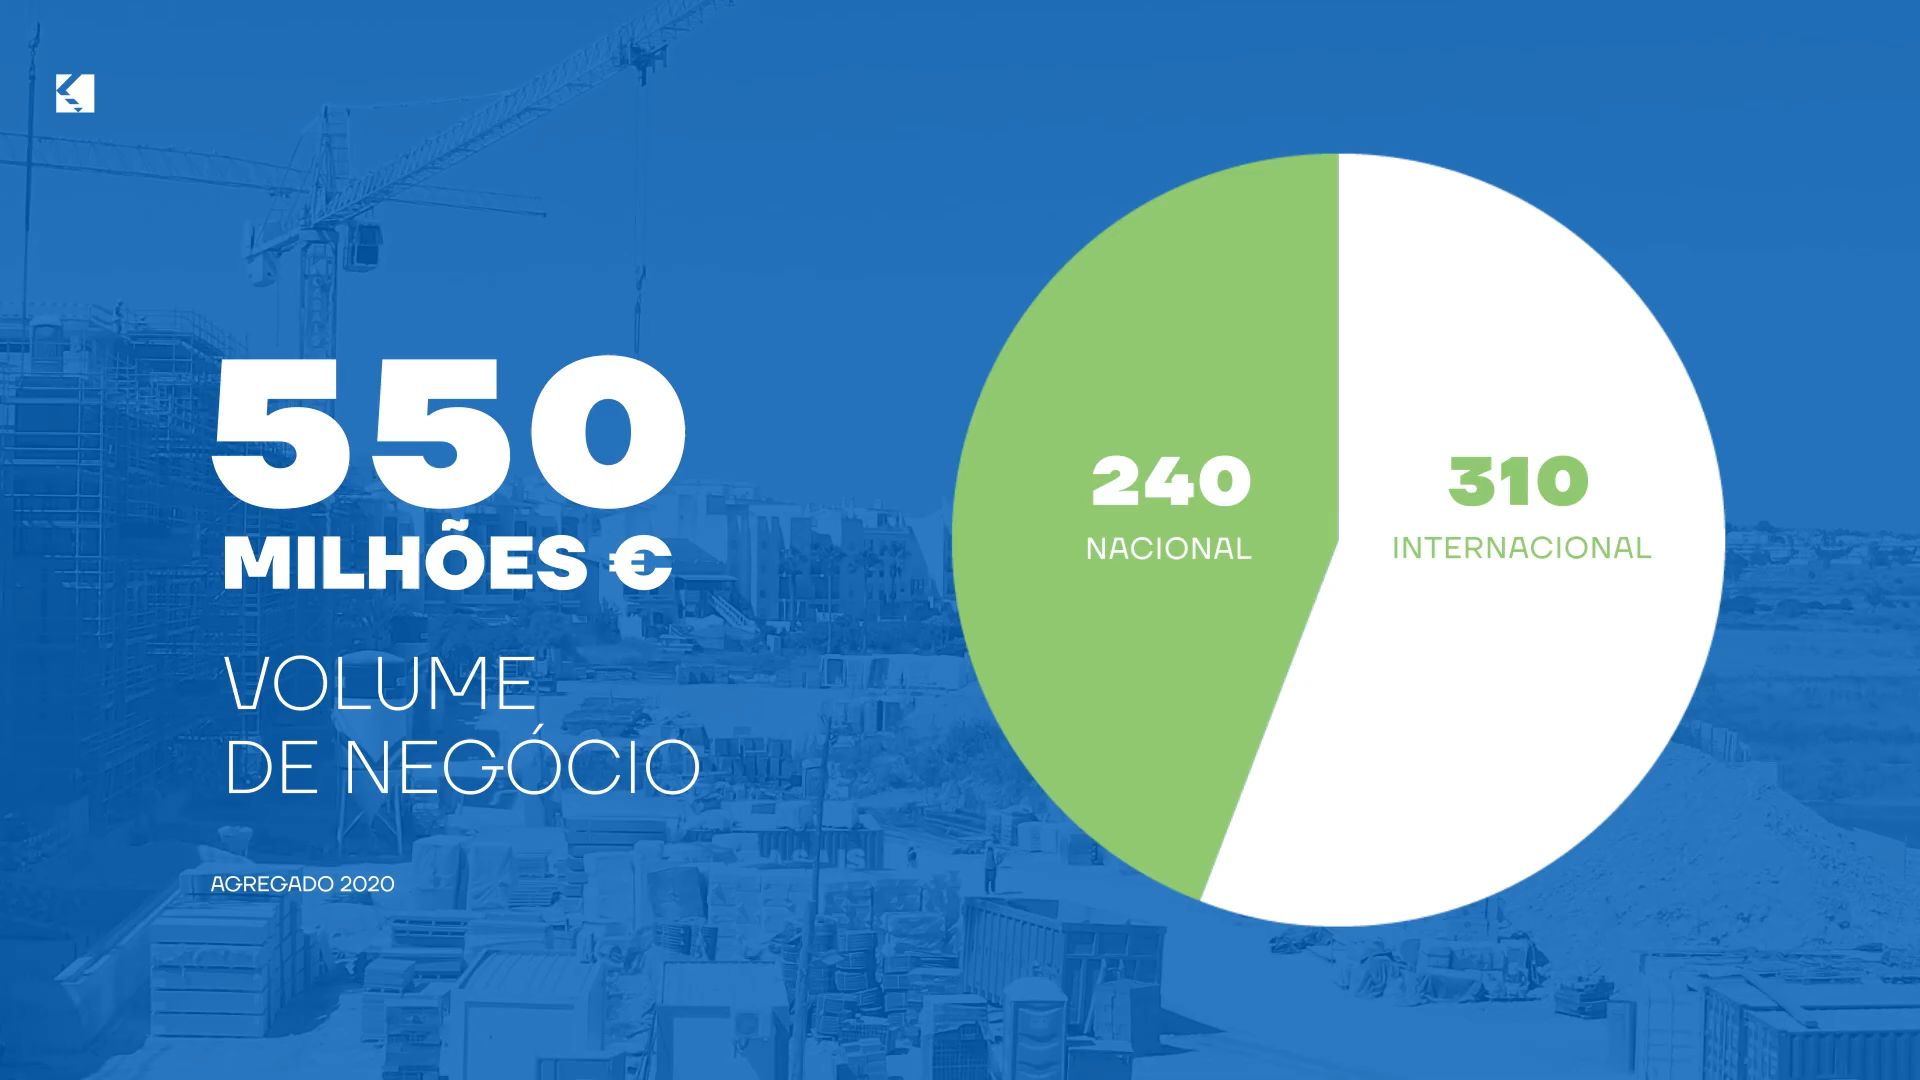 550
MILHÕES €
VOLUME
DE NEGÓCIO
AGREGADO 2020
240
NACIONAL
310
INTERNACIONAL